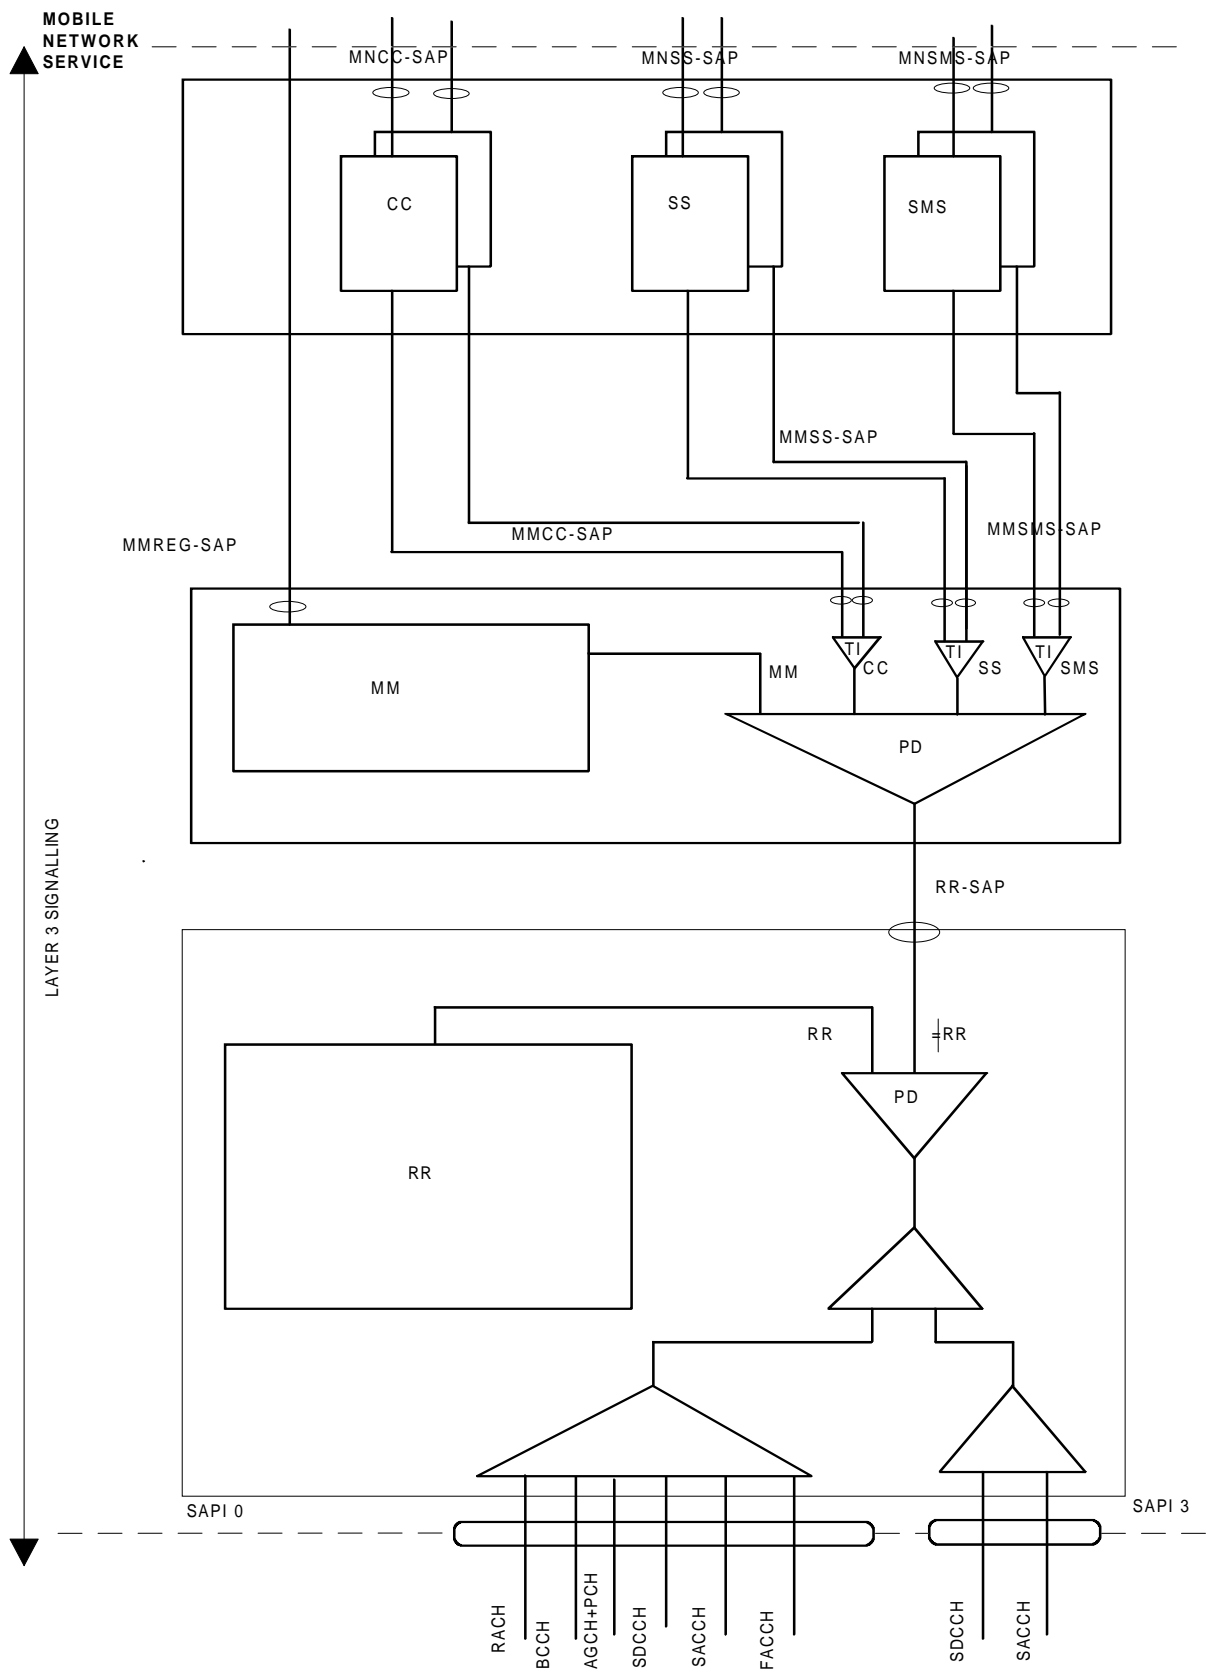 MOBILE
NETWORK
SERVICE
MNCC-SAP
MNSS-SAP
MNSMS-SAP
CC
SS
SMS
MMSS-SAP
MMCC-SAP
MMSMS-SAP
MMREG-SAP
TI
CC
TI
SS
TI
SMS
MM
MM
PD
RR-SAP
LAYER 3 SIGNALLING
RR
≠RR
PD
RR
SAPI 0
SAPI 3
RACH
BCCH
AGCH+PCH
SDCCH
SACCH
FACCH
SDCCH
SACCH